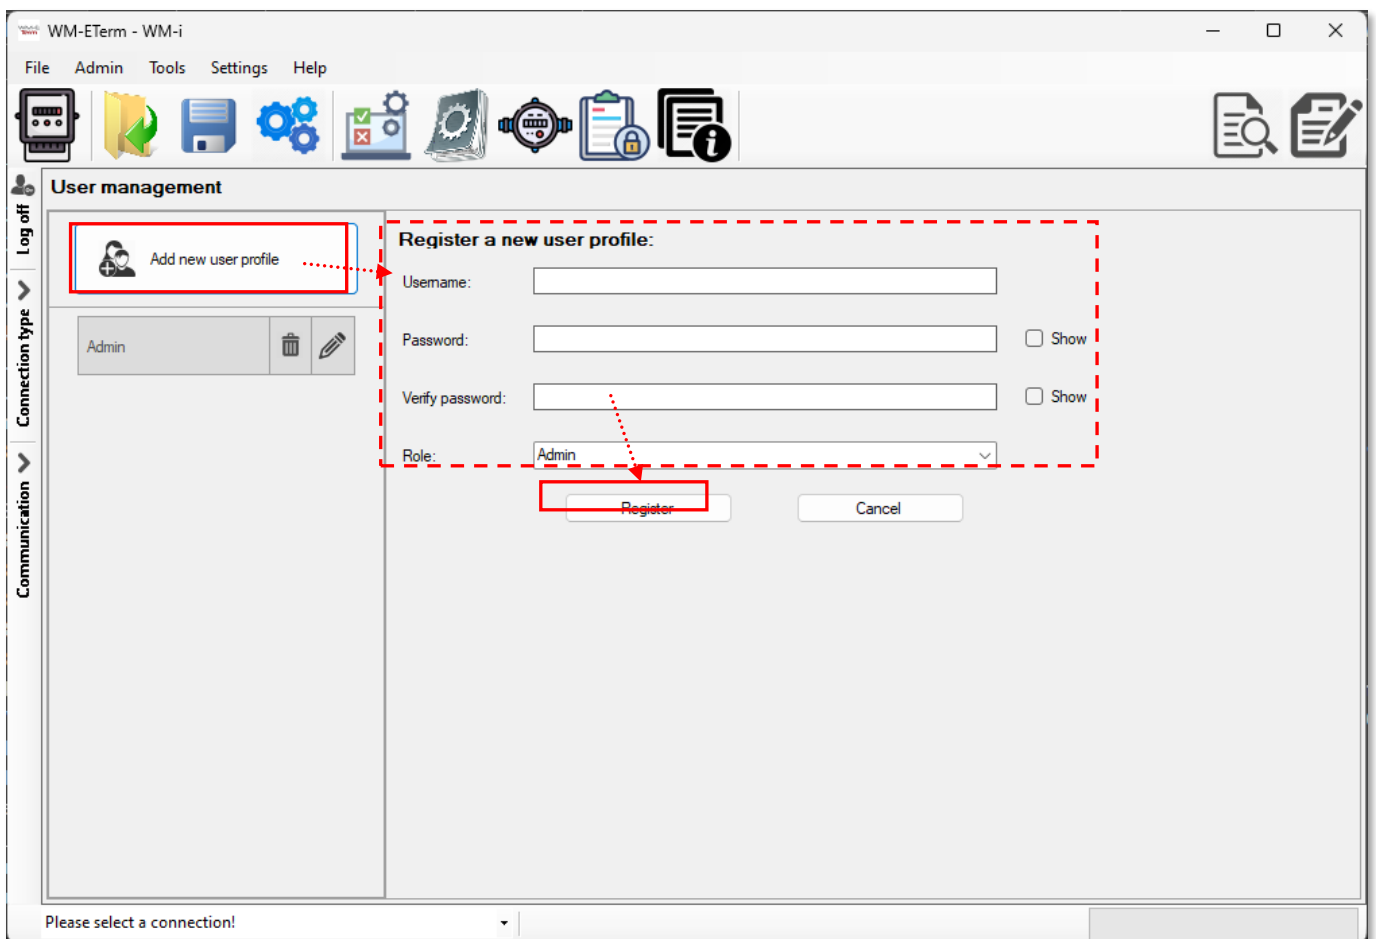 WM-ETerm - WM-i
File Admin Tools Settings Help
Log off
Connection type
Communication
User management
Add new user profile
Admin
Register a new user profile:
Username:
Password:
Show
Verify password:
Show
Role:
Admin
Register
Cancel
Please select a connection!